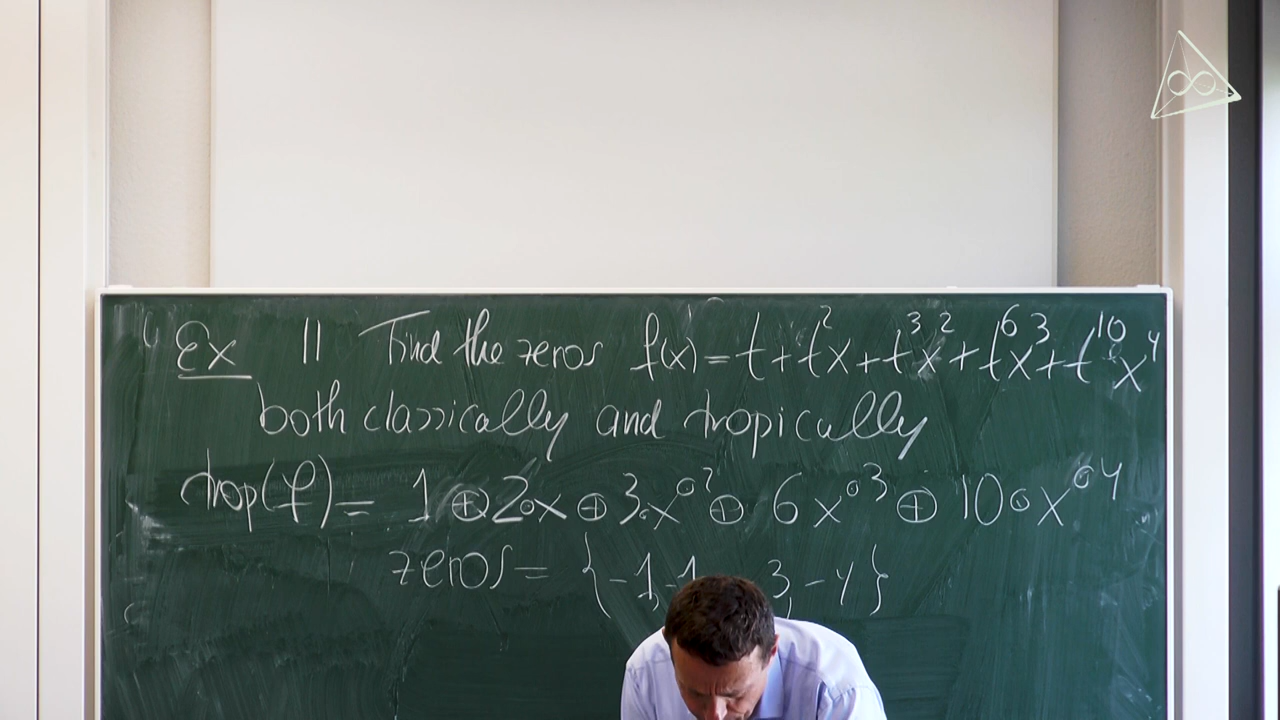 Ex 11 Find the zeros f(x) = t + t²x + t³x² + t⁶x³ + t¹⁰x⁴
both classically and tropically
trop(f) = 1 ⊕ 2⊙x ⊕ 3⊙x^⊙2 ⊕ 6x^⊙3 ⊕ 10⊙x^⊙4
zeros = {-1, -1 3, -4}